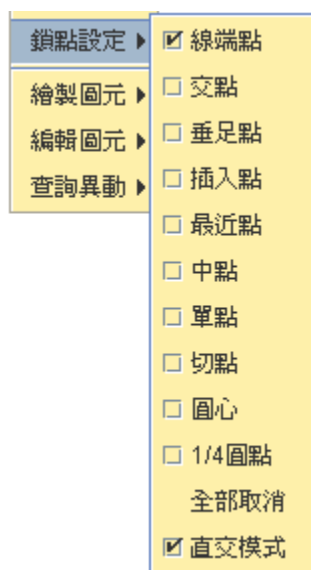 鎖點設定
繪製圖元
編輯圖元
查詢異動
線端點
交點
垂足點
插入點
最近點
中點
單點
切點
圓心
1/4圓點
全部取消
直交模式